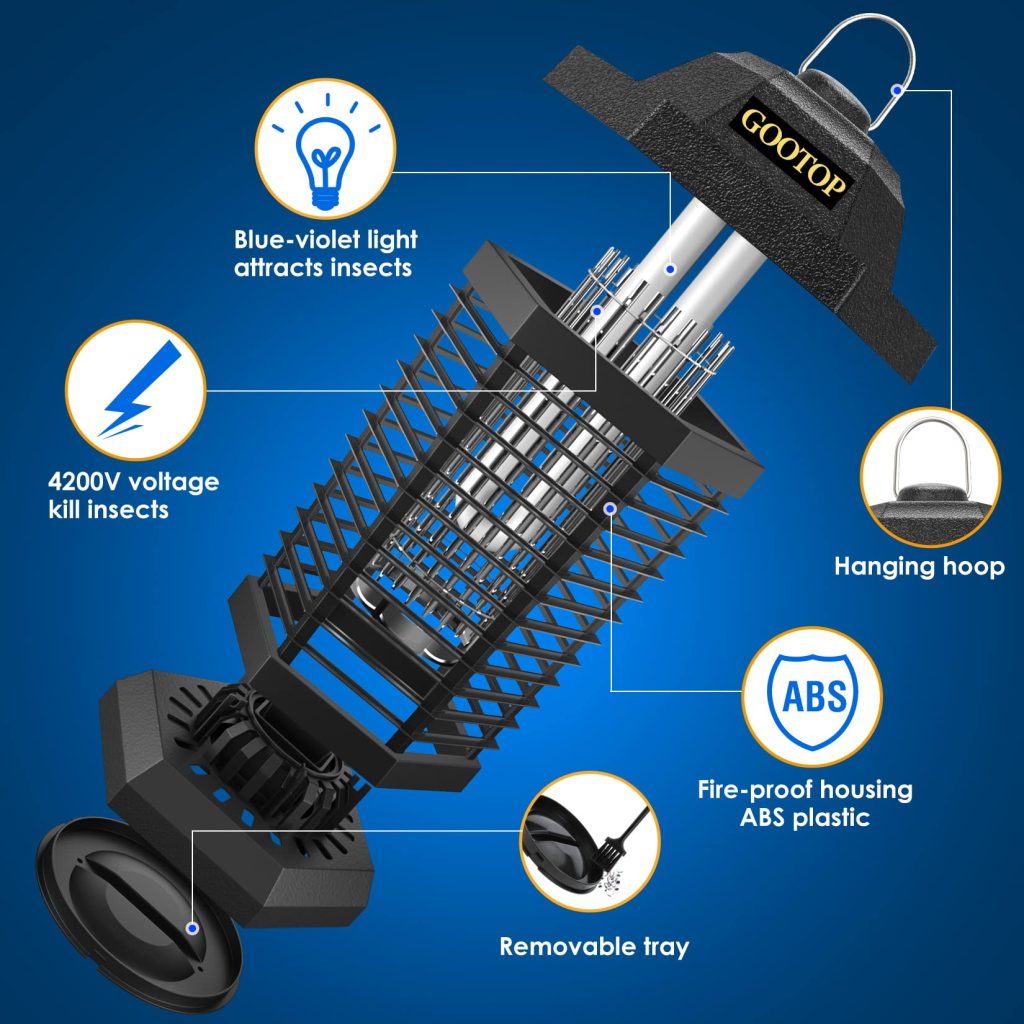 GOOTOP
Blue-violet light
attracts insects
4200V voltage
kill insects
Hanging hoop
ABS
Fire-proof housing
ABS plastic
Removable tray